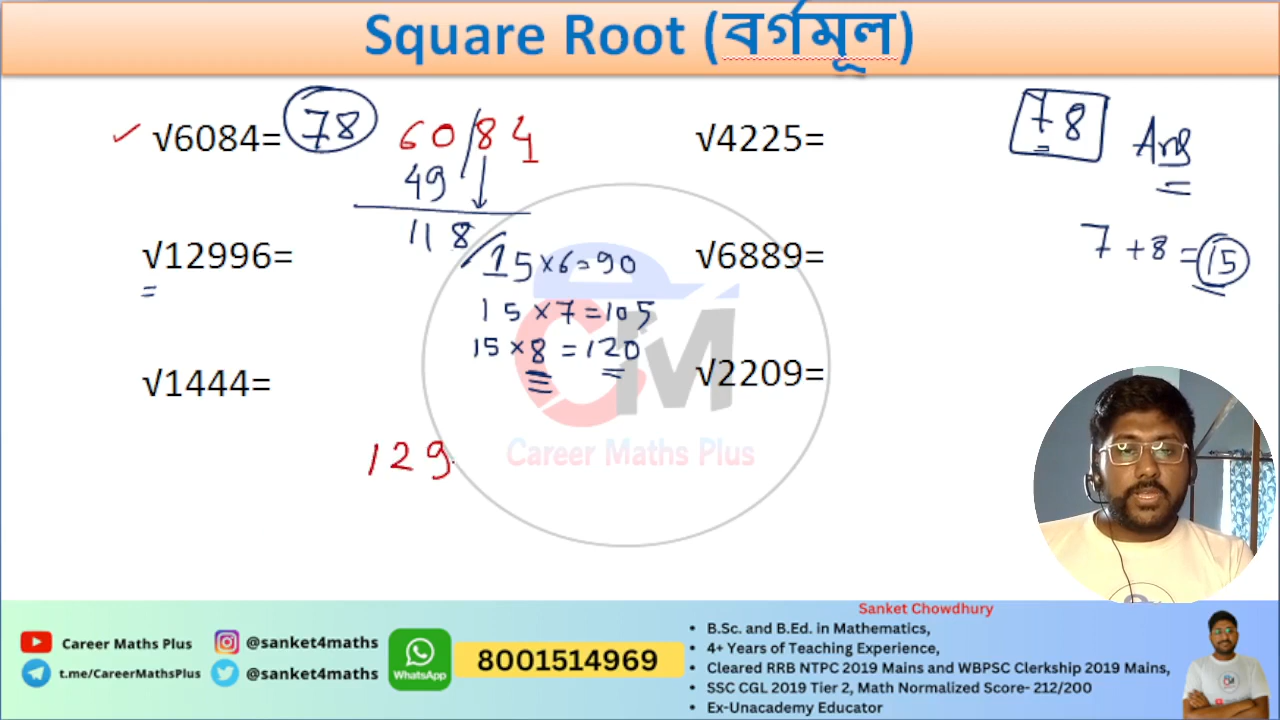 Square Root (বর্গমূল)
√6084= 78
60/84
49
118
15×6=90
15×7=105
15×8=120
√12996=
√1444=
129
√4225=
√6889=
√2209=
78 Ans
7+8=15
CM
Career Maths Plus
Career Maths Plus
@sanket4maths
t.me/CareerMathsPlus
@sanket4maths
WhatsApp
8001514969
Sanket Chowdhury
• B.Sc. and B.Ed. in Mathematics,
• 4+ Years of Teaching Experience,
• Cleared RRB NTPC 2019 Mains and WBPSC Clerkship 2019 Mains,
• SSC CGL 2019 Tier 2, Math Normalized Score- 212/200
• Ex-Unacademy Educator